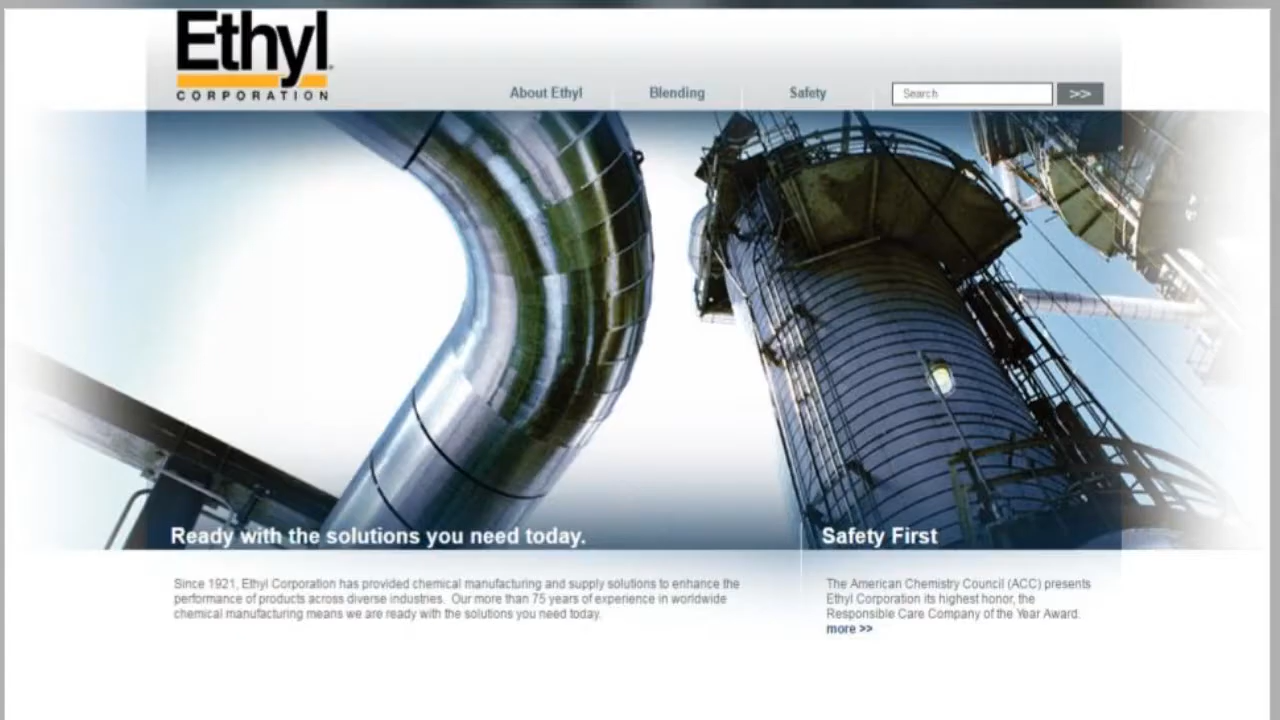 Ethyl
CORPORATION
About Ethyl
Blending
Safety
Search
>>
Ready with the solutions you need today.
Since 1921, Ethyl Corporation has provided chemical manufacturing and supply solutions to enhance the
performance of products across diverse industries. Our more than 75 years of experience in worldwide
chemical manufacturing means we are ready with the solutions you need today.
Safety First
The American Chemistry Council (ACC) presents
Ethyl Corporation its highest honor, the
Responsible Care Company of the Year Award.
more >>